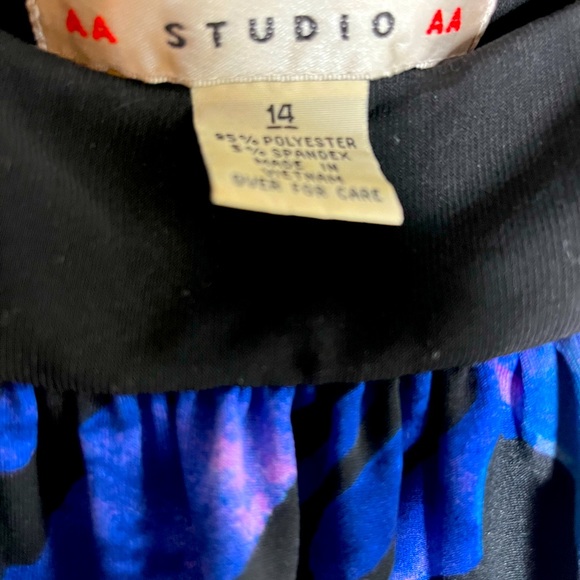 AA STUDIO AA
14
95% POLYESTER
5% SPANDEX
MADE IN
VIETNAM
OVER FOR CARE